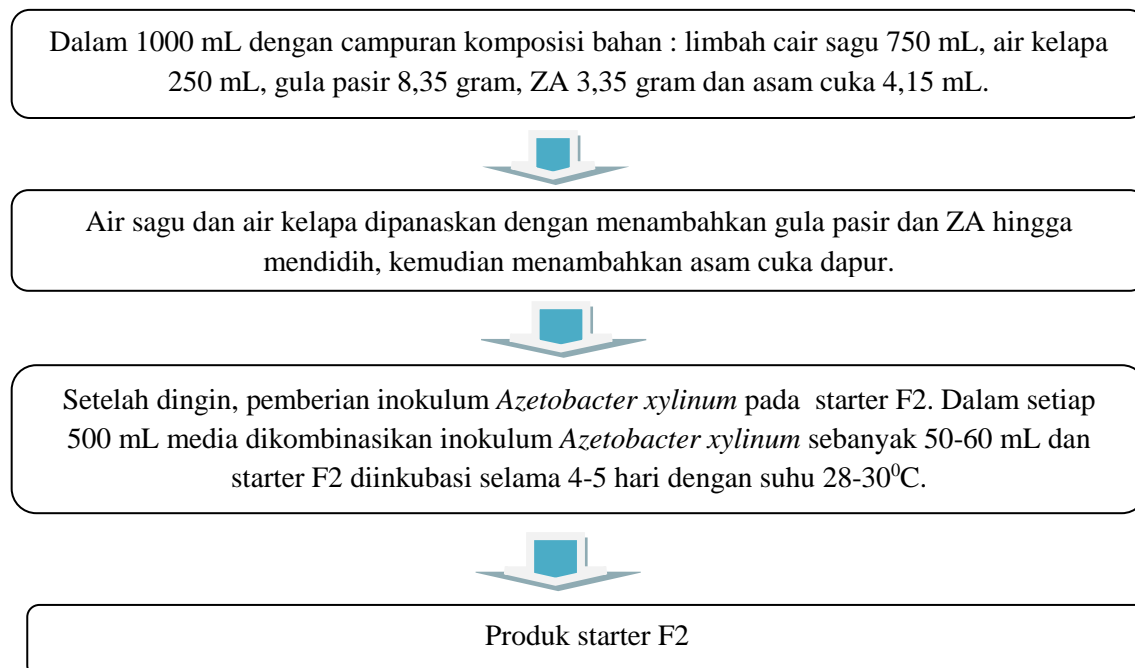 Dalam 1000 mL dengan campuran komposisi bahan : limbah cair sagu 750 mL, air kelapa
250 mL, gula pasir 8,35 gram, ZA 3,35 gram dan asam cuka 4,15 mL.
Air sagu dan air kelapa dipanaskan dengan menambahkan gula pasir dan ZA hingga
mendidih, kemudian menambahkan asam cuka dapur.
Setelah dingin, pemberian inokulum Azetobacter xylinum pada starter F2. Dalam setiap
500 mL media dikombinasikan inokulum Azetobacter xylinum sebanyak 50-60 mL dan
starter F2 diinkubasi selama 4-5 hari dengan suhu 28-30⁰C.
Produk starter F2